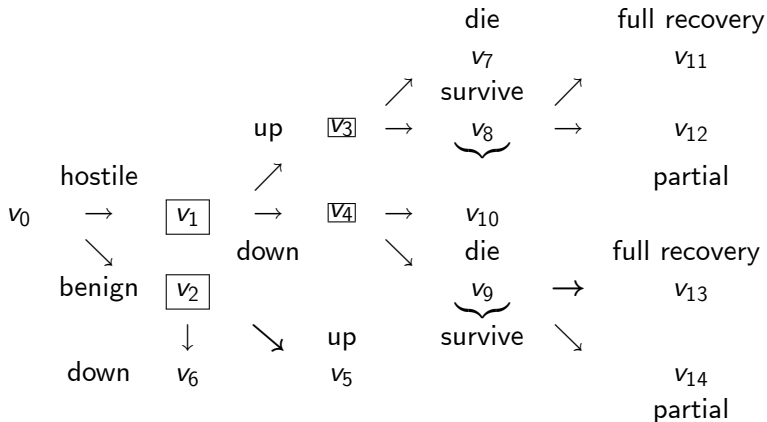 die full recovery
v7 v11
survive
up v3 → v8 → v12
hostile partial
v0 → v1 → v4 → v10
down die full recovery
benign v2 v9 → v13
up survive
down v6 v5 v14
partial